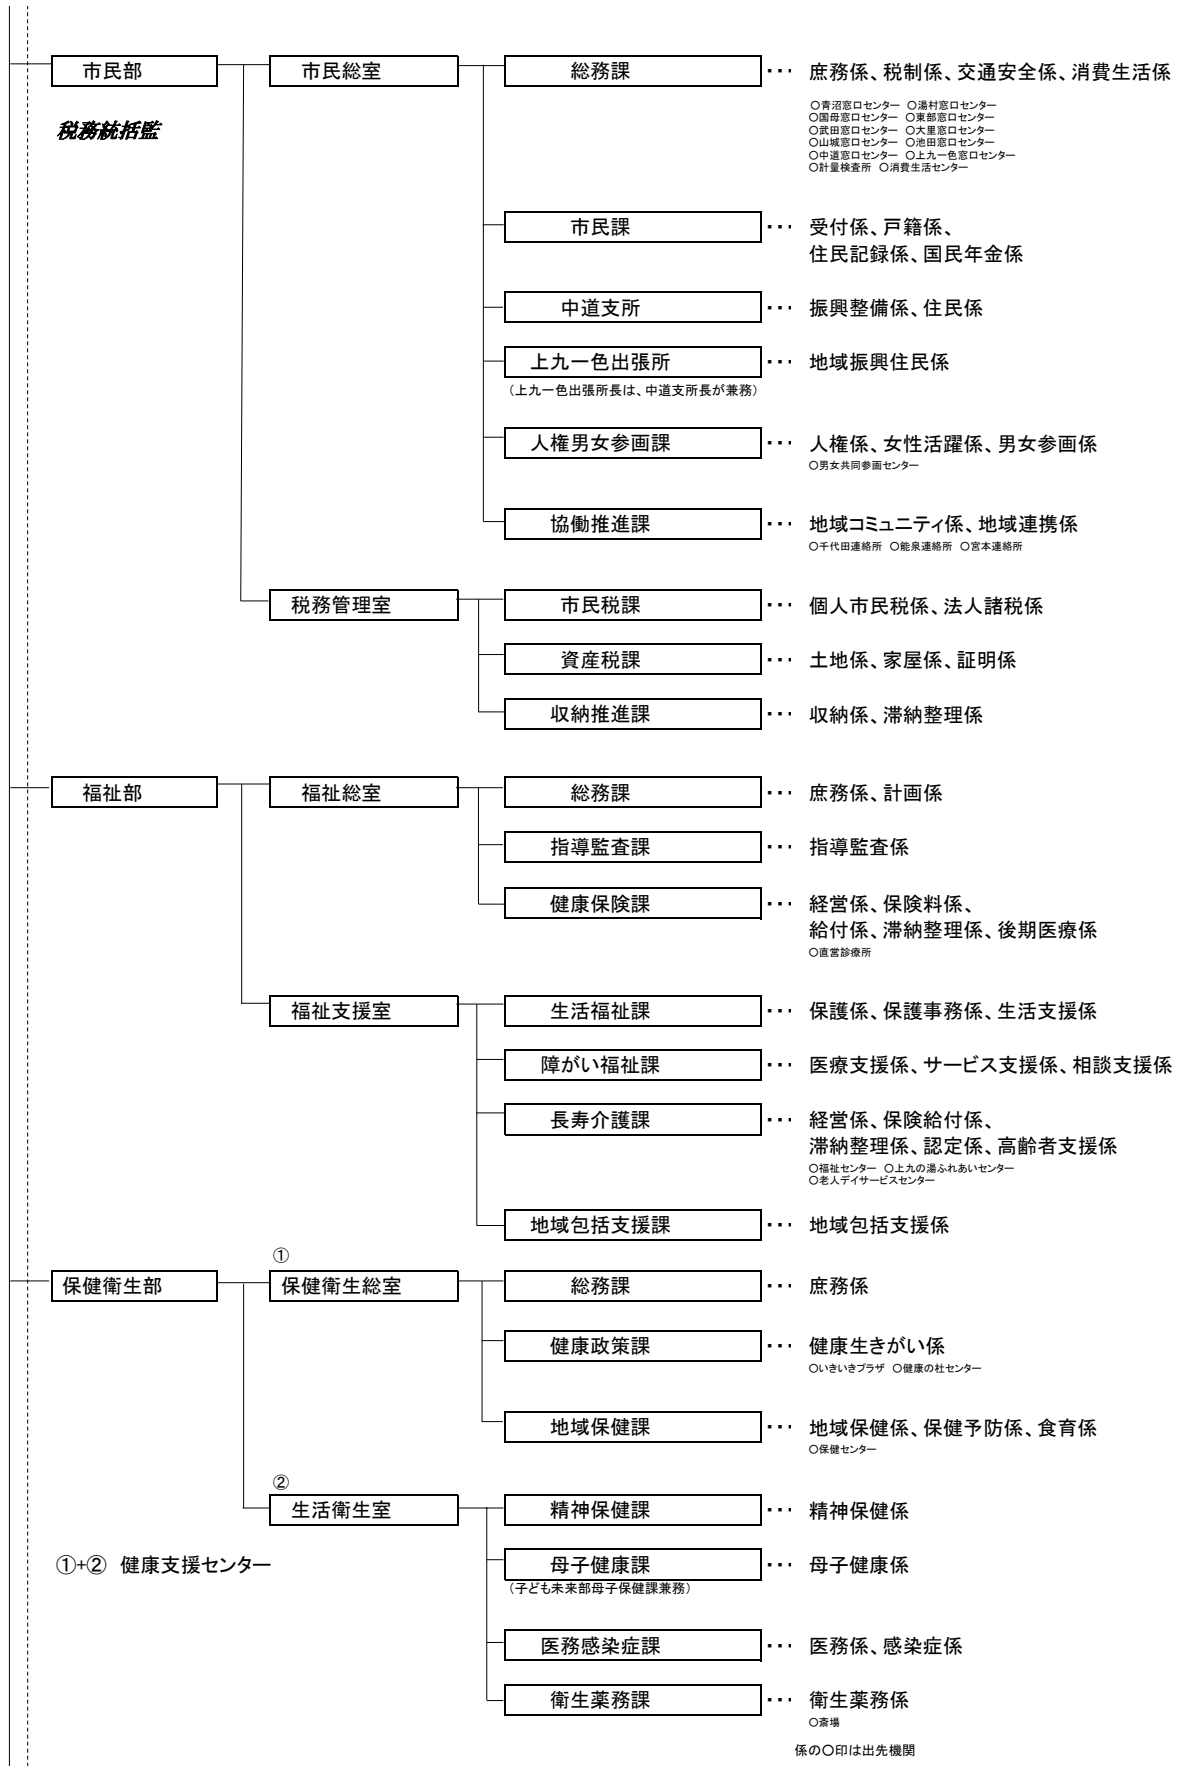 市民部 市民総室 総務課 ･･･ 庶務係、税制係、交通安全係、消費生活係
税務統括監
○青沼窓口センター ○湯村窓口センター
○国母窓口センター ○東部窓口センター
○武田窓口センター ○大里窓口センター
○山城窓口センター ○池田窓口センター
○中道窓口センター ○上九一色窓口センター
○計量検査所 ○消費生活センター
市民課 ･･･ 受付係、戸籍係、
住民記録係、国民年金係
中道支所 ･･･ 振興整備係、住民係
上九一色出張所 ･･･ 地域振興住民係
（上九一色出張所長は、中道支所長が兼務）
人権男女参画課 ･･･ 人権係、女性活躍係、男女参画係
○男女共同参画センター
協働推進課 ･･･ 地域コミュニティ係、地域連携係
○千代田連絡所 ○能泉連絡所 ○宮本連絡所
税務管理室 市民税課 ･･･ 個人市民税係、法人諸税係
資産税課 ･･･ 土地係、家屋係、証明係
収納推進課 ･･･ 収納係、滞納整理係
福祉部 福祉総室 総務課 ･･･ 庶務係、計画係
指導監査課 ･･･ 指導監査係
健康保険課 ･･･ 経営係、保険料係、
給付係、滞納整理係、後期医療係
○直営診療所
福祉支援室 生活福祉課 ･･･ 保護係、保護事務係、生活支援係
障がい福祉課 ･･･ 医療支援係、サービス支援係、相談支援係
長寿介護課 ･･･ 経営係、保険給付係、
滞納整理係、認定係、高齢者支援係
○福祉センター ○上九の湯ふれあいセンター
○老人デイサービスセンター
地域包括支援課 ･･･ 地域包括支援係
①
保健衛生部 保健衛生総室 総務課 ･･･ 庶務係
健康政策課 ･･･ 健康生きがい係
○いきいきプラザ ○健康の杜センター
地域保健課 ･･･ 地域保健係、保健予防係、食育係
○保健センター
②
生活衛生室 精神保健課 ･･･ 精神保健係
①+② 健康支援センター
母子健康課 ･･･ 母子健康係
（子ども未来部母子保健課兼務）
医務感染症課 ･･･ 医務係、感染症係
衛生薬務課 ･･･ 衛生薬務係
○斎場
係の○印は出先機関